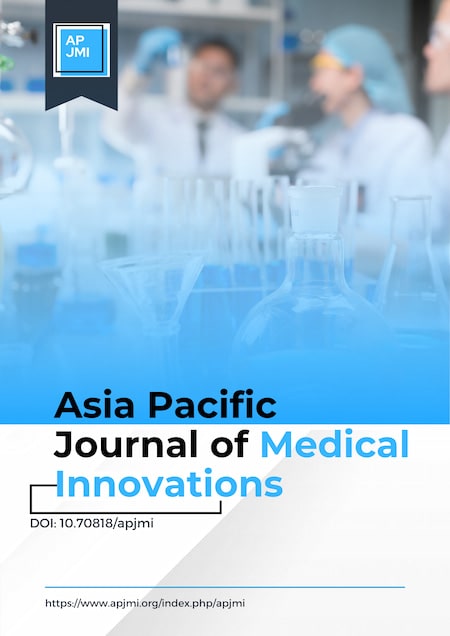 AP
JMI
Asia Pacific
Journal of Medical
Innovations
DOI: 10.70818/apjmi
https://www.apjmi.org/index.php/apjmi